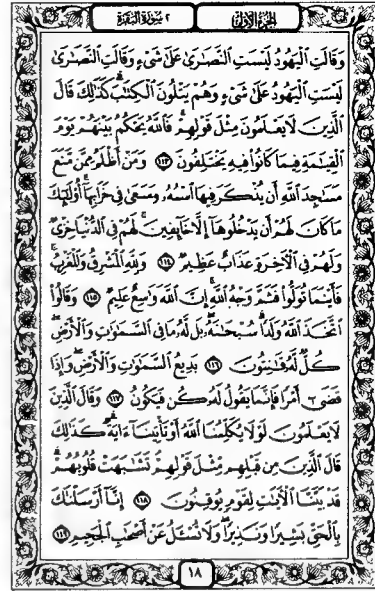 الجزء الأول
٢ سورة البقرة
وَقَالَتِ ٱلْيَهُودُ لَيْسَتِ ٱلنَّصَٰرَىٰ عَلَىٰ شَىْءٍ وَقَالَتِ ٱلنَّصَٰرَىٰ
لَيْسَتِ ٱلْيَهُودُ عَلَىٰ شَىْءٍ وَهُمْ يَتْلُونَ ٱلْكِتَٰبَ ۗ كَذَٰلِكَ قَالَ
ٱلَّذِينَ لَا يَعْلَمُونَ مِثْلَ قَوْلِهِمْ ۚ فَٱللَّهُ يَحْكُمُ بَيْنَهُمْ يَوْمَ
ٱلْقِيَٰمَةِ فِيمَا كَانُوا۟ فِيهِ يَخْتَلِفُونَ ١١٣ وَمَنْ أَظْلَمُ مِمَّن مَّنَعَ
مَسَٰجِدَ ٱللَّهِ أَن يُذْكَرَ فِيهَا ٱسْمُهُۥ وَسَعَىٰ فِى خَرَابِهَآ ۚ أُو۟لَٰٓئِكَ
مَا كَانَ لَهُمْ أَن يَدْخُلُوهَآ إِلَّا خَآئِفِينَ ۚ لَهُمْ فِى ٱلدُّنْيَا خِزْىٌ
وَلَهُمْ فِى ٱلْءَاخِرَةِ عَذَابٌ عَظِيمٌ ١١٤ وَلِلَّهِ ٱلْمَشْرِقُ وَٱلْمَغْرِبُ ۚ
فَأَيْنَمَا تُوَلُّوا۟ فَثَمَّ وَجْهُ ٱللَّهِ ۚ إِنَّ ٱللَّهَ وَٰسِعٌ عَلِيمٌ ١١٥ وَقَالُوا۟
ٱتَّخَذَ ٱللَّهُ وَلَدًا ۗ سُبْحَٰنَهُۥ ۖ بَل لَّهُۥ مَا فِى ٱلسَّمَٰوَٰتِ وَٱلْأَرْضِ ۖ
كُلٌّ لَّهُۥ قَٰنِتُونَ ١١٦ بَدِيعُ ٱلسَّمَٰوَٰتِ وَٱلْأَرْضِ ۖ وَإِذَا
قَضَىٰٓ أَمْرًا فَإِنَّمَا يَقُولُ لَهُۥ كُن فَيَكُونُ ١١٧ وَقَالَ ٱلَّذِينَ
لَا يَعْلَمُونَ لَوْلَا يُكَلِّمُنَا ٱللَّهُ أَوْ تَأْتِينَآ ءَايَةٌ ۗ كَذَٰلِكَ
قَالَ ٱلَّذِينَ مِن قَبْلِهِم مِّثْلَ قَوْلِهِمْ ۘ تَشَٰبَهَتْ قُلُوبُهُمْ ۗ
قَدْ بَيَّنَّا ٱلْءَايَٰتِ لِقَوْمٍ يُوقِنُونَ ١١٨ إِنَّآ أَرْسَلْنَٰكَ
بِٱلْحَقِّ بَشِيرًا وَنَذِيرًا ۖ وَلَا تُسْـَٔلُ عَنْ أَصْحَٰبِ ٱلْجَحِيمِ ١١٩
١٨